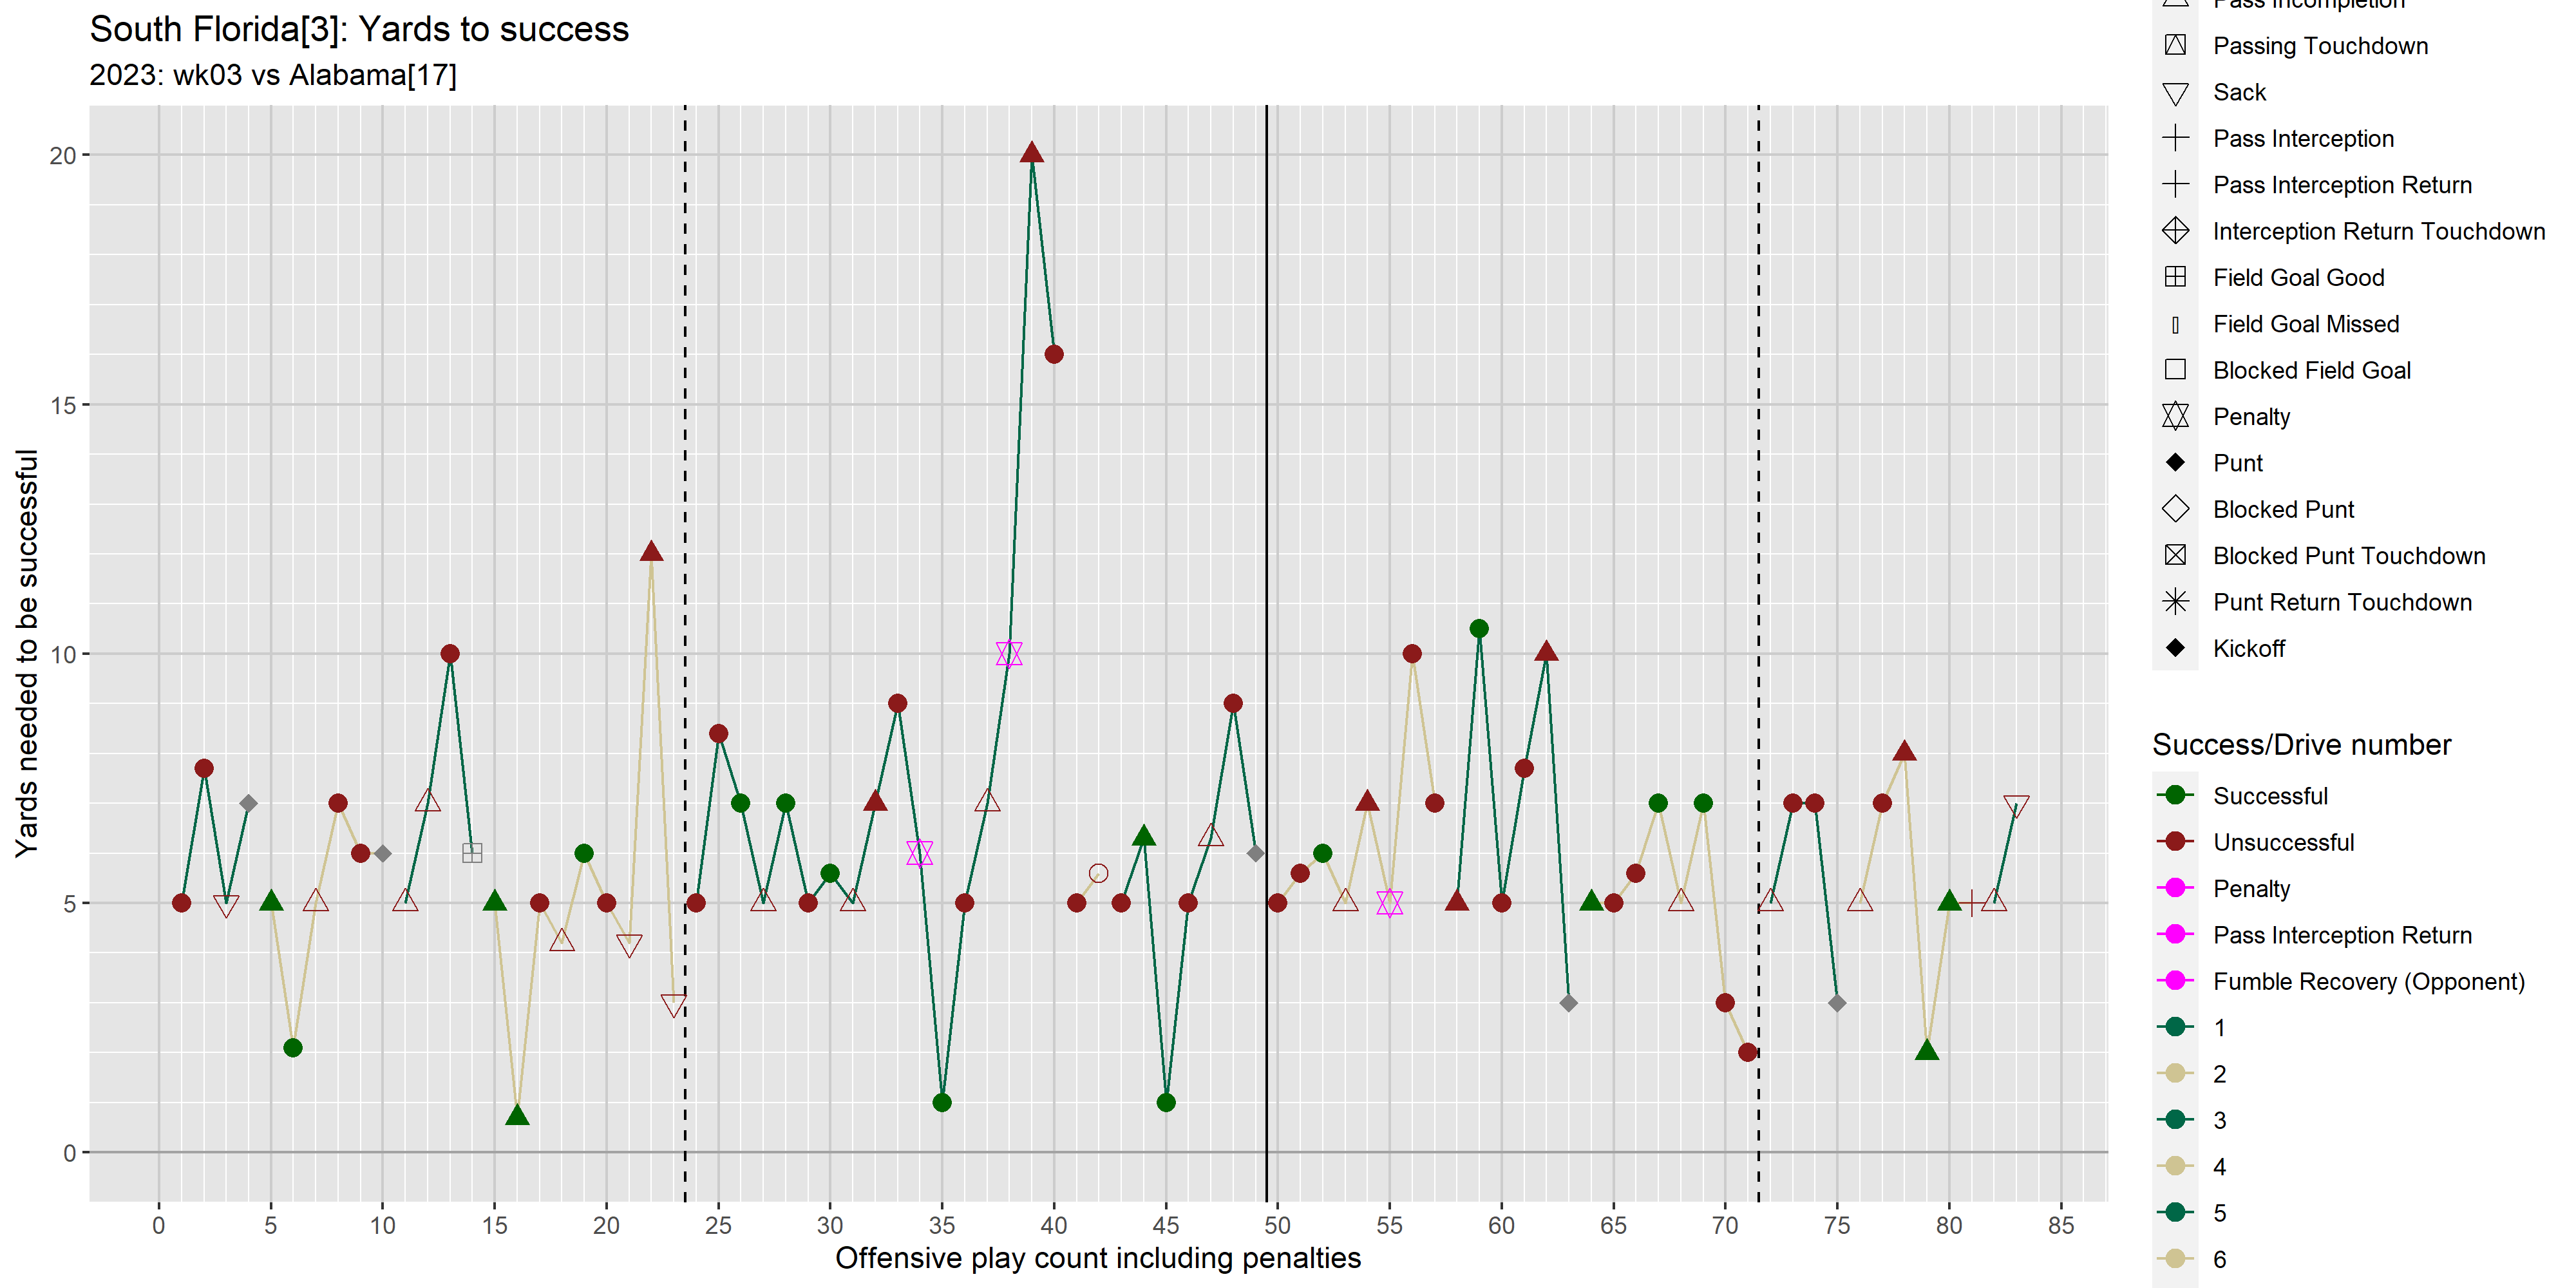 South Florida[3]: Yards to success
2023: wk03 vs Alabama[17]
Yards needed to be successful
20
15
10
5
0
0 5 10 15 20 25 30 35 40 45 50 55 60 65 70 75 80 85
Offensive play count including penalties
Pass Incompletion
Passing Touchdown
Sack
Pass Interception
Pass Interception Return
Interception Return Touchdown
Field Goal Good
Field Goal Missed
Blocked Field Goal
Penalty
Punt
Blocked Punt
Blocked Punt Touchdown
Punt Return Touchdown
Kickoff
Success/Drive number
Successful
Unsuccessful
Penalty
Pass Interception Return
Fumble Recovery (Opponent)
1
2
3
4
5
6